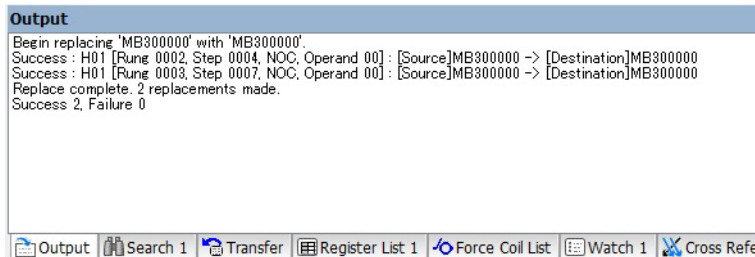 Output
Begin replacing 'MB300000' with 'MB300000'.
Success : H01 [Rung 0002, Step 0004, NOC, Operand 00] : [Source]MB300000 -> [Destination]MB300000
Success : H01 [Rung 0003, Step 0007, NOC, Operand 00] : [Source]MB300000 -> [Destination]MB300000
Replace complete. 2 replacements made.
Success 2, Failure 0
Output Search 1 Transfer Register List 1 Force Coil List Watch 1 Cross Refe